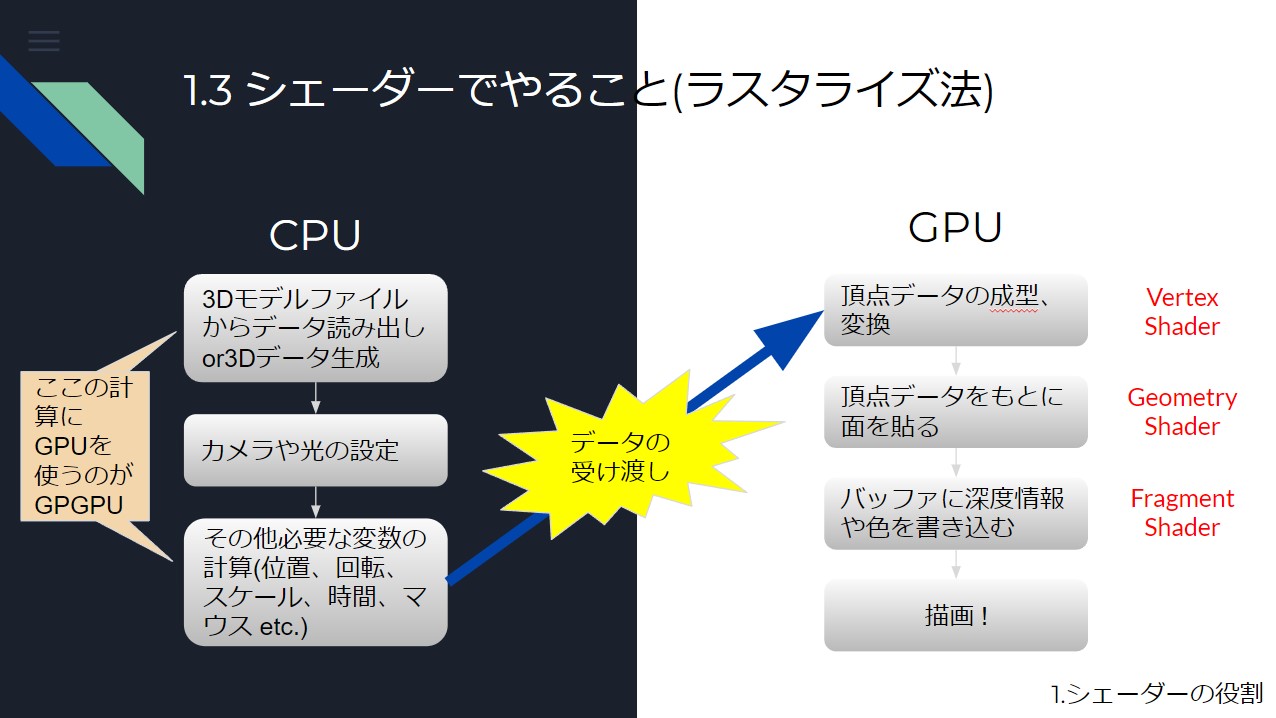 1.3 シェーダーでやること(ラスタライズ法)
CPU
3Dモデルファイル
からデータ読み出し
or3Dデータ生成
カメラや光の設定
その他必要な変数の
計算(位置、回転、
スケール、時間、マ
ウス etc.)
ここの計
算に
GPUを
使うのが
GPGPU
データの
受け渡し
GPU
頂点データの成型、
変換
Vertex
Shader
頂点データをもとに
面を貼る
Geometry
Shader
バッファに深度情報
や色を書き込む
Fragment
Shader
描画！
1.シェーダーの役割